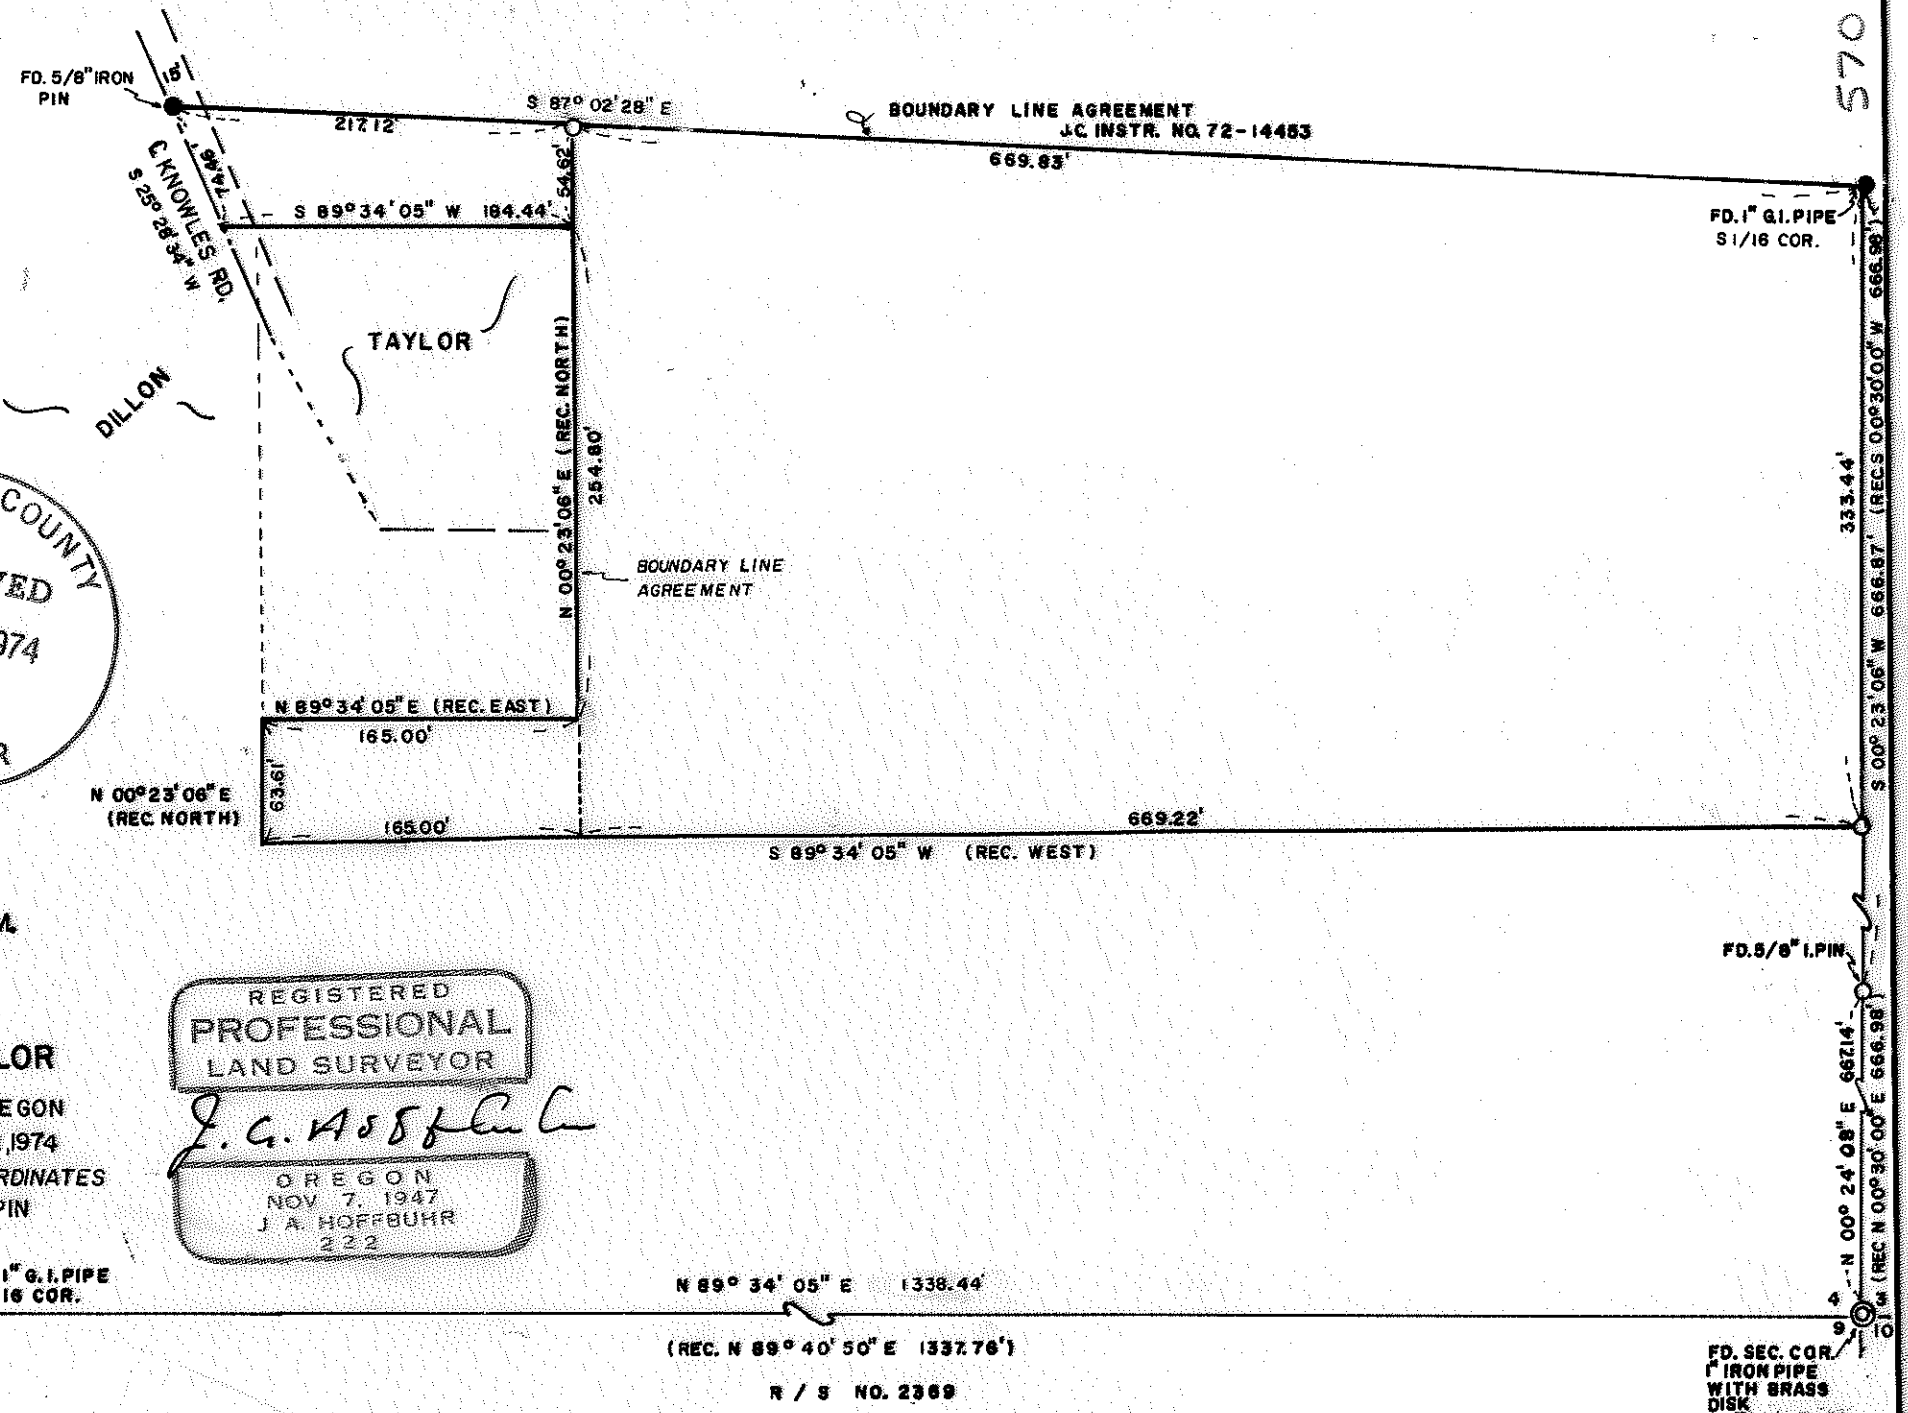 570
15'
FD. 5/8" IRON
PIN
S 87° 02' 28" E
217.12'
BOUNDARY LINE AGREEMENT
J.C. INSTR. NO. 72-14453
669.83'
74.46'
℄ KNOWLES RD.
S 25° 28' 34" W
54.62'
S 89° 34' 05" W 184.44'
FD. 1" G.I. PIPE
S 1/16 COR.
TAYLOR
DILLON
N 00° 23' 06" E (REC. NORTH)
254.80'
BOUNDARY LINE
AGREEMENT
333.44'
S 00° 23' 06" W 666.87' (REC. S 00° 30' 00" W 666.98')
COUNTY
974
N 89° 34' 05" E (REC. EAST)
165.00'
63.61'
N 00° 23' 06" E
(REC. NORTH)
165.00'
669.22'
S 89° 34' 05" W (REC. WEST)
FD. 5/8" I. PIN
REGISTERED
PROFESSIONAL
LAND SURVEYOR
OREGON
NOV 7, 1947
J A. HOFFBUHR
222
LOR
EGON
,1974
RDINATES
PIN
1" G.I. PIPE
16 COR.
N 00° 24' 08" E 667.14'
(REC N 00° 30' 00" E 666.98')
N 89° 34' 05" E 1338.44'
(REC. N 89° 40' 50" E 1337.78')
R / S NO. 2369
4
3
9
10
FD. SEC. COR.
1" IRON PIPE
WITH BRASS
DISK